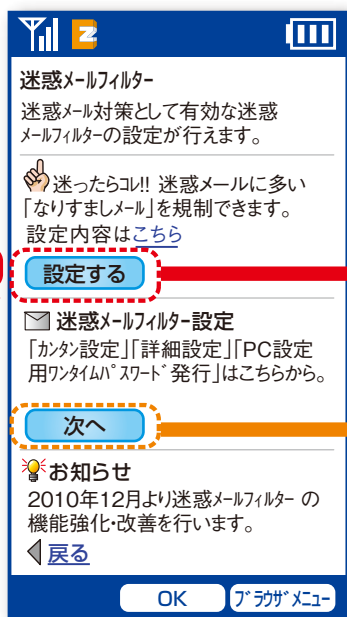 迷惑ﾒｰﾙﾌｨﾙﾀｰ
迷惑ﾒｰﾙ対策として有効な迷惑
ﾒｰﾙﾌｨﾙﾀｰの設定が行えます。
迷ったらｺﾚ!! 迷惑メールに多い
「なりすましﾒｰﾙ」を規制できます。
設定内容はこちら
設定する
迷惑ﾒｰﾙﾌｨﾙﾀｰ設定
「ｶﾝﾀﾝ設定」「詳細設定」「PC設定
用ﾜﾝﾀｲﾑﾊﾟｽﾜｰﾄﾞ発行」はこちらから。
次へ
お知らせ
2010年12月より迷惑ﾒｰﾙﾌｨﾙﾀｰ の
機能強化・改善を行います。
戻る
OK ﾌﾞﾗｳｻﾞﾒﾆｭｰ